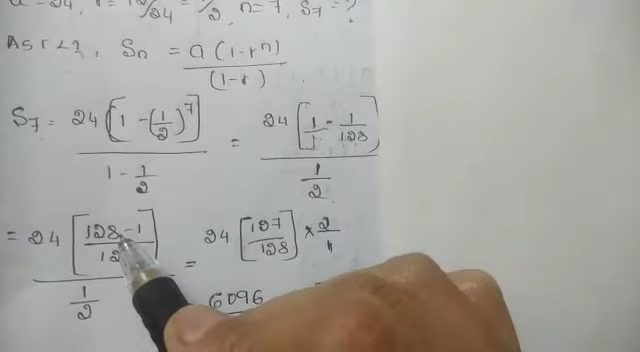 a = 24, r = 12/24 = 1/2, n = 7, S7 = ?
As r<1, Sn = a(1-rⁿ) / (1-r)
S7 = 24[1-(1/2)^7] / 1-1/2 = 24[1/1 - 1/128] / 1/2
= 24[128-1 / 12] / 1/2 = 24[127/128] × 2/1
6096